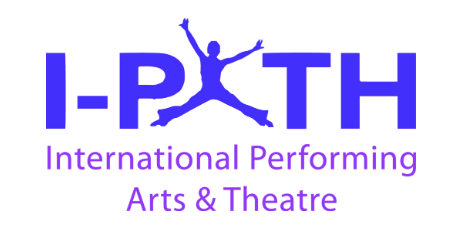 I-PATH
International Performing
Arts & Theatre